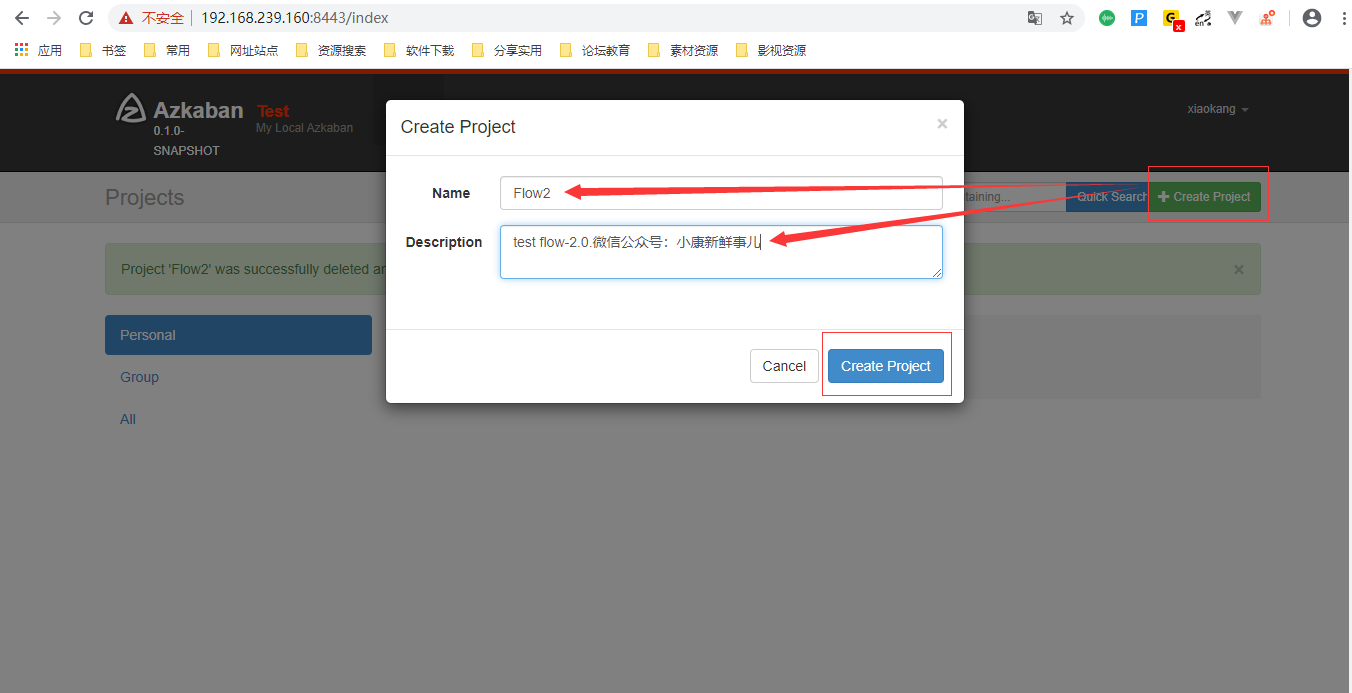 不安全 192.168.239.160:8443/index
应用 书签 常用 网址站点 资源搜索 软件下载 分享实用 论坛教育 素材资源 影视资源
Azkaban Test
0.1.0-SNAPSHOT
My Local Azkaban
xiaokang
Create Project ×
Name Flow2
Description test flow-2.0.微信公众号：小康新鲜事儿
Cancel Create Project
Projects
taining... Quick Search Create Project
Project 'Flow2' was successfully deleted an
×
Personal
Group
All